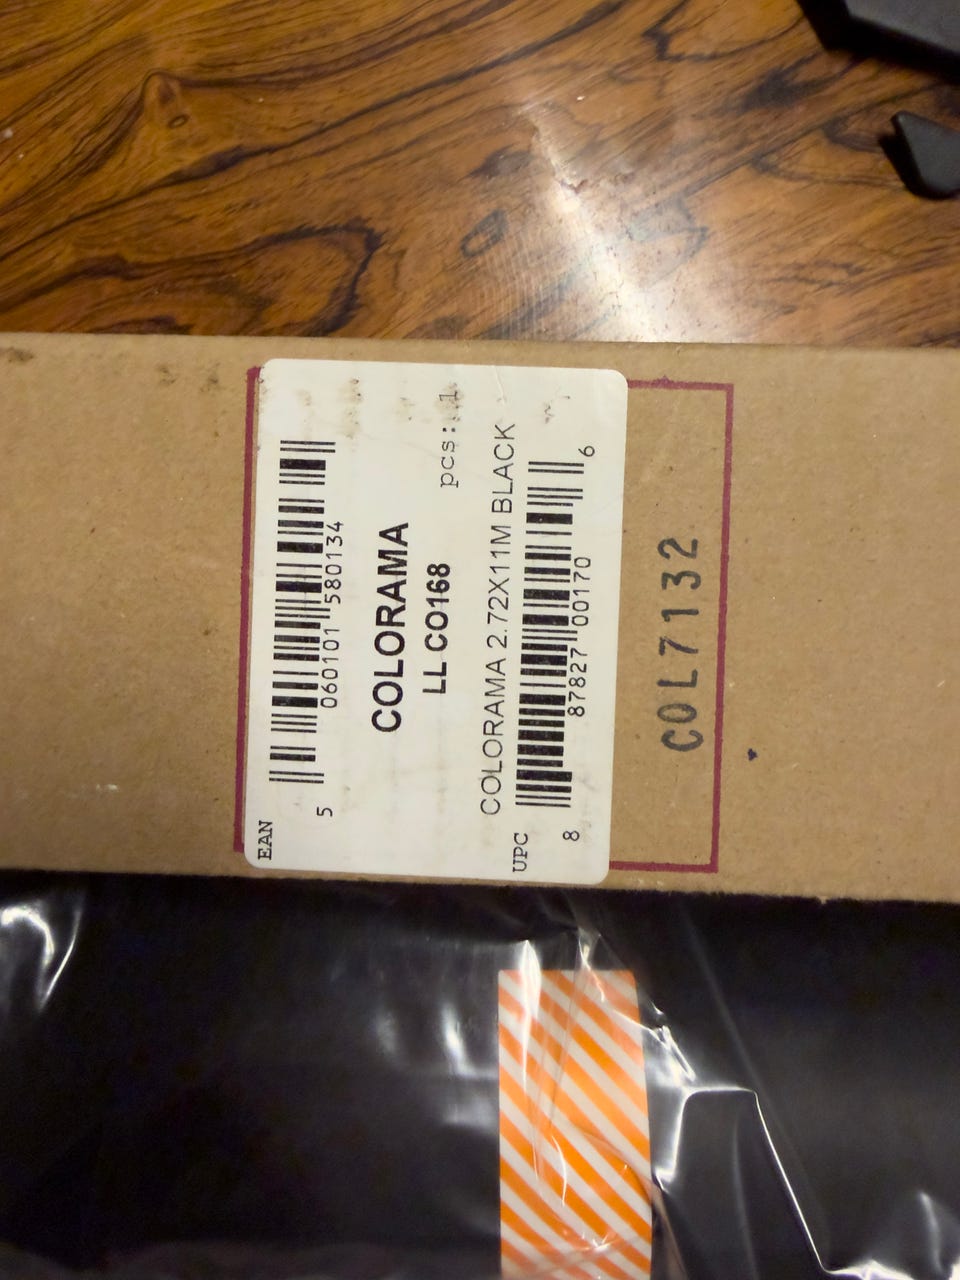 EAN
5 060101 580134
COLORAMA
LL CO168
pcs: 1
COLORAMA 2.72X11M BLACK
UPC
8 87827 00170 6
COL7132